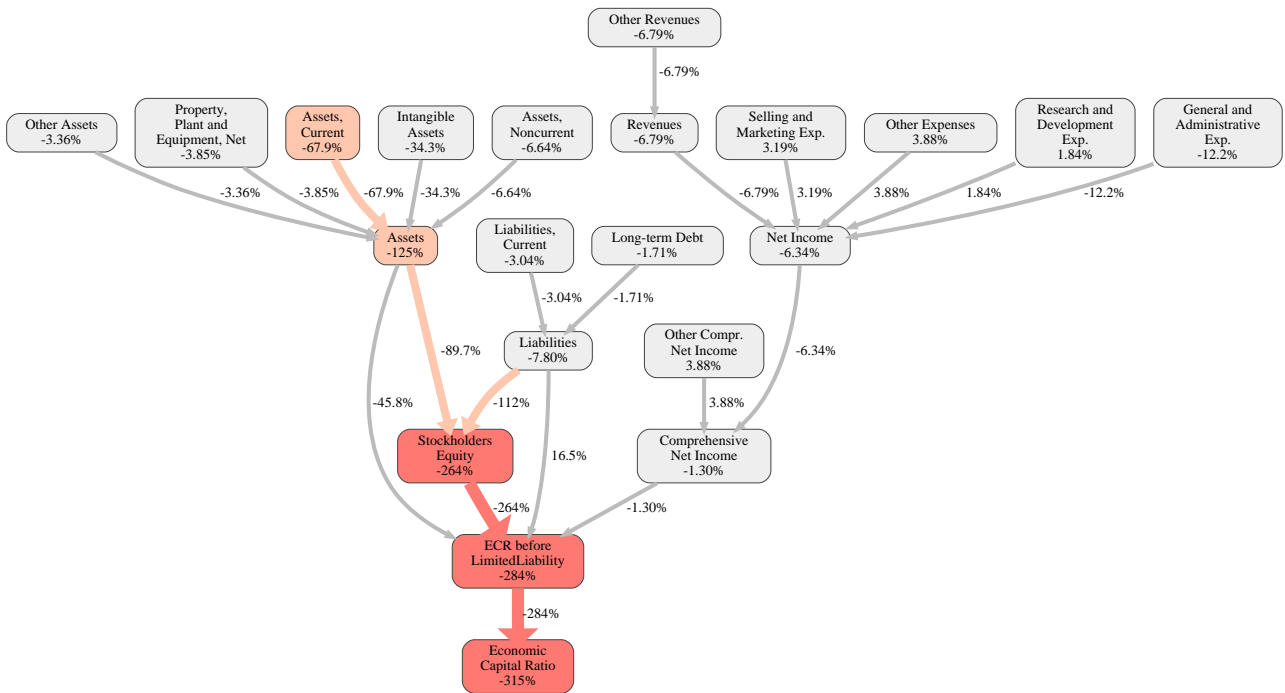 Other Revenues
-6.79%
-6.79%
Other Assets
-3.36%
Property,
Plant and
Equipment, Net
-3.85%
Assets,
Current
-67.9%
Intangible
Assets
-34.3%
Assets,
Noncurrent
-6.64%
Revenues
-6.79%
Selling and
Marketing Exp.
3.19%
Other Expenses
3.88%
Research and
Development
Exp.
1.84%
General and
Administrative
Exp.
-12.2%
-3.36%
-3.85%
-67.9%
-34.3%
-6.64%
-6.79%
3.19%
3.88%
1.84%
-12.2%
Assets
-125%
Liabilities,
Current
-3.04%
Long-term Debt
-1.71%
Net Income
-6.34%
-3.04%
-1.71%
-89.7%
Liabilities
-7.80%
Other Compr.
Net Income
3.88%
-6.34%
-45.8%
-112%
3.88%
Stockholders
Equity
-264%
16.5%
Comprehensive
Net Income
-1.30%
-264%
-1.30%
ECR before
LimitedLiability
-284%
-284%
Economic
Capital Ratio
-315%